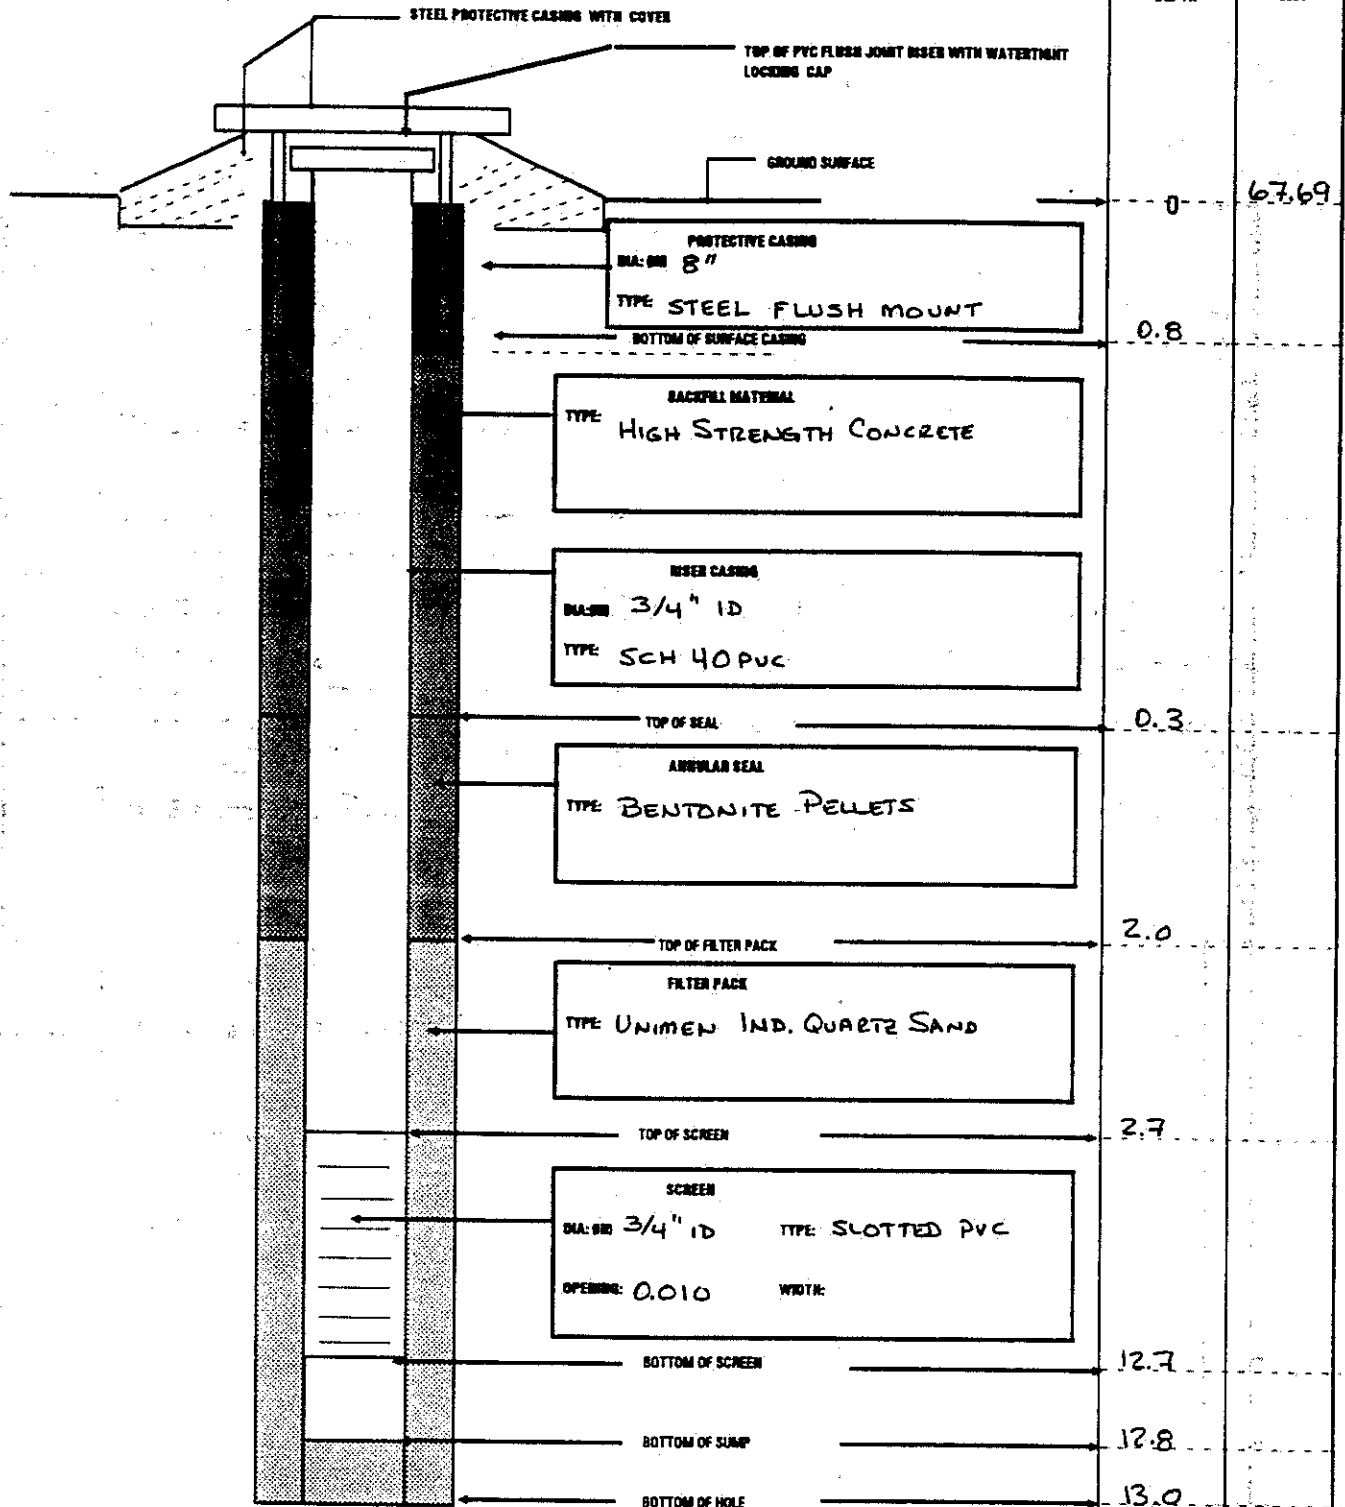 STEEL PROTECTIVE CASING WITH COVER
TOP OF PVC FLUSH JOINT RISER WITH WATERTIGHT
LOCKING CAP
GROUND SURFACE
0
67.69
PROTECTIVE CASING
DIA: 8"
TYPE: STEEL FLUSH MOUNT
BOTTOM OF SURFACE CASING
0.8
BACKFILL MATERIAL
TYPE: HIGH STRENGTH CONCRETE
RISER CASING
3/4" ID
TYPE: SCH 40 PVC
TOP OF SEAL
0.3
ANNULAR SEAL
TYPE: BENTONITE PELLETS
TOP OF FILTER PACK
2.0
FILTER PACK
TYPE: UNIMEN IND. QUARTZ SAND
TOP OF SCREEN
2.7
SCREEN
DIA: 3/4" ID TYPE: SLOTTED PVC
OPENING: 0.010 WIDTH:
BOTTOM OF SCREEN
12.7
BOTTOM OF SUMP
12.8
BOTTOM OF HOLE
13.0